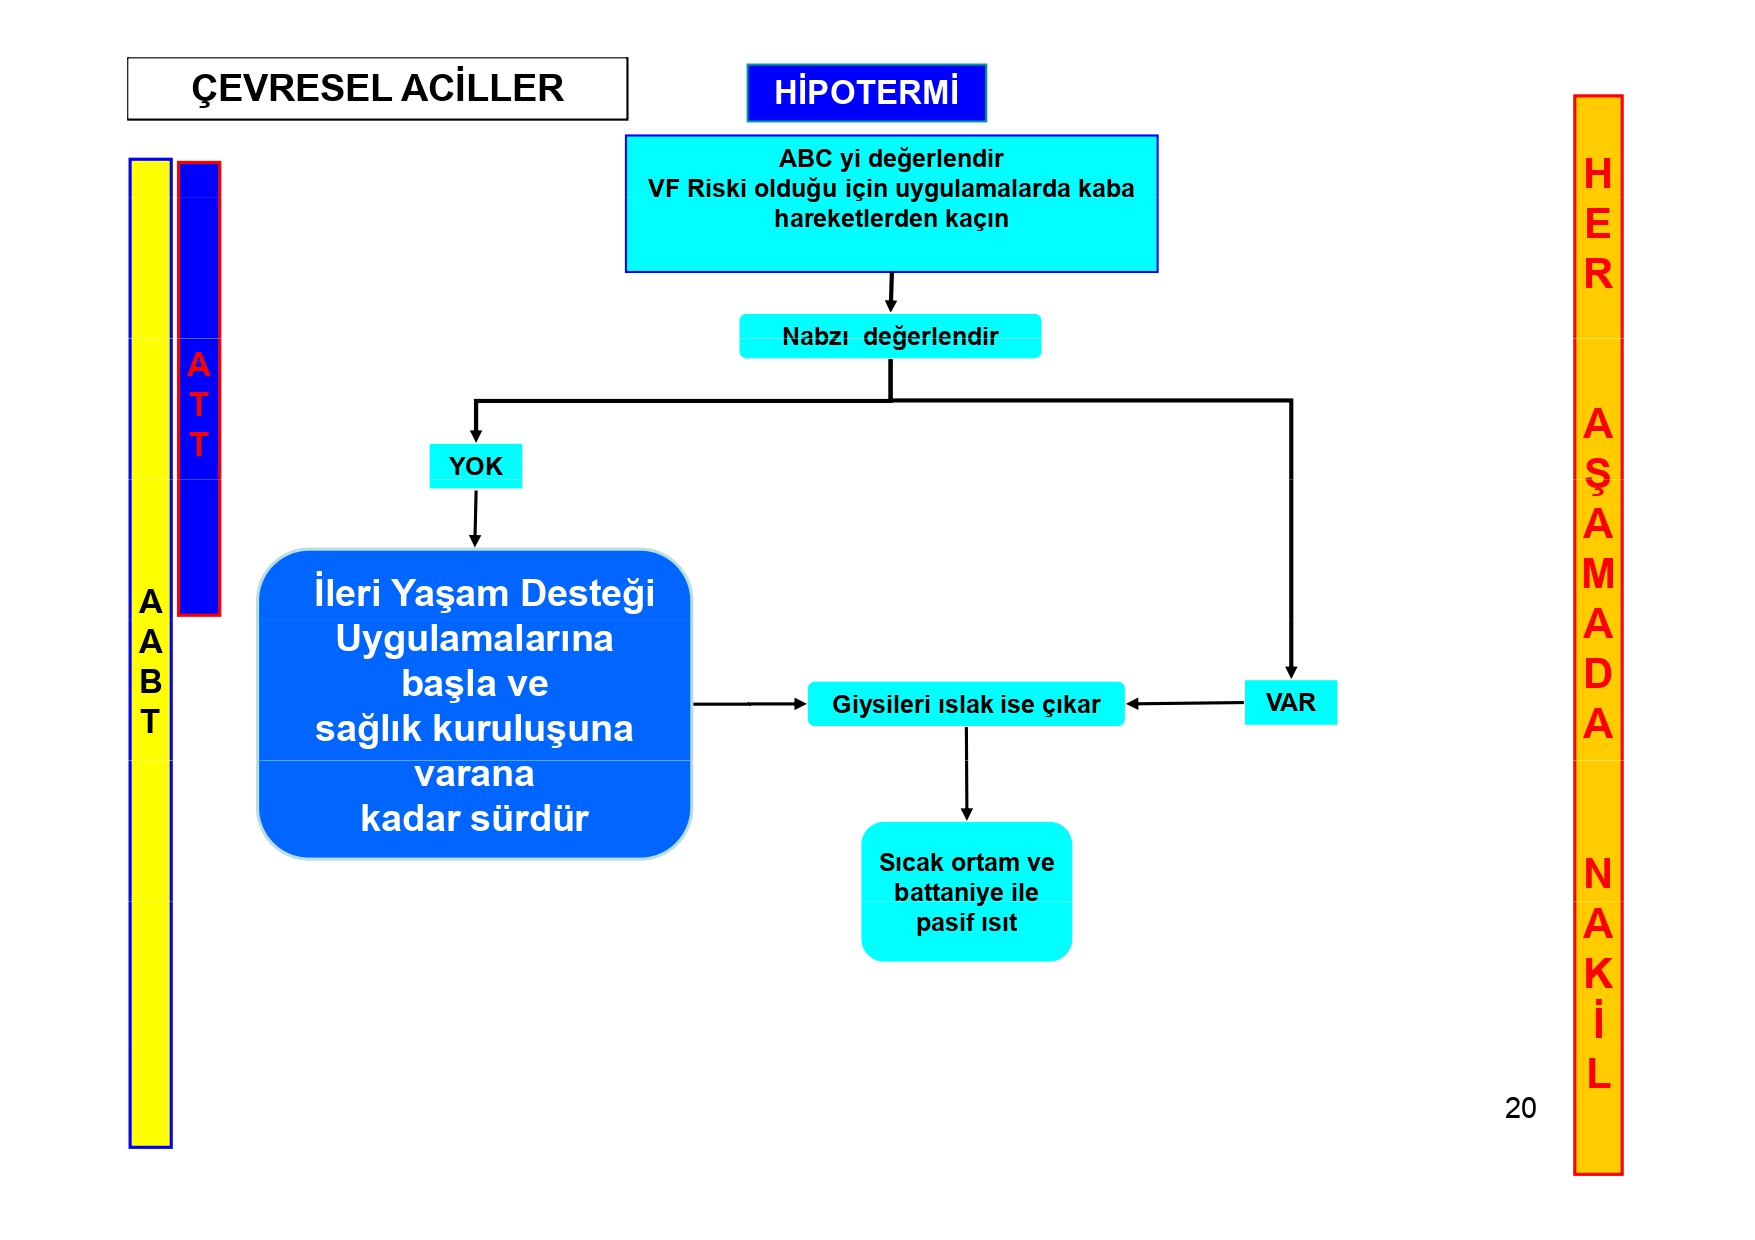 ÇEVRESEL ACİLLER
HİPOTERMİ
ABC yi değerlendir
VF Riski olduğu için uygulamalarda kaba
hareketlerden kaçın
Nabzı değerlendir
YOK
İleri Yaşam Desteği
Uygulamalarına
başla ve
sağlık kuruluşuna
varana
kadar sürdür
Giysileri ıslak ise çıkar
VAR
Sıcak ortam ve
battaniye ile
pasif ısıt
A
T
T
A
A
B
T
H
E
R
A
Ş
A
M
A
D
A
N
A
K
İ
L
20